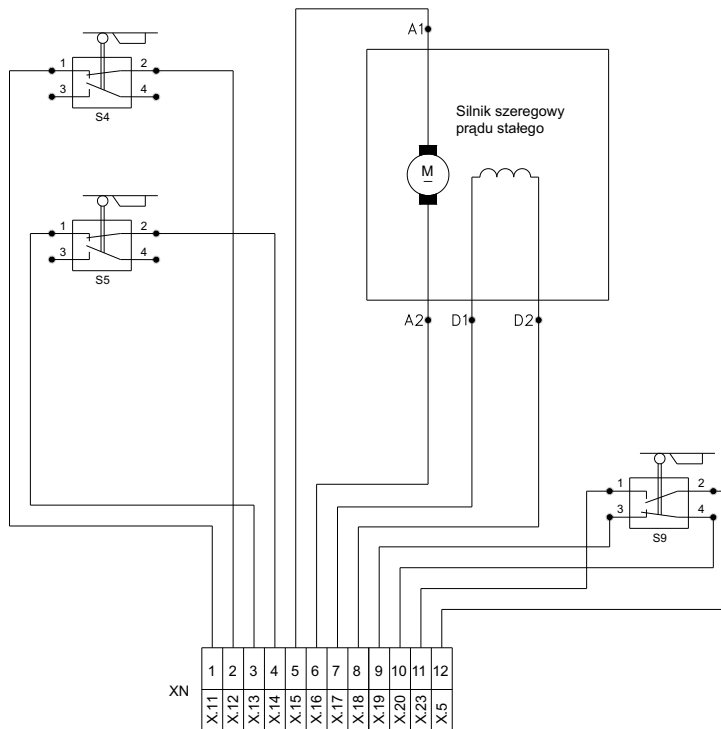 A1
1 2
3 4
S4
Silnik szeregowy
prądu stałego
M
1 2
3 4
S5
A2 D1 D2
1 2
3 4
S9
XN
1 2 3 4 5 6 7 8 9 10 11 12
X.11 X.12 X.13 X.14 X.15 X.16 X.17 X.18 X.19 X.20 X.23 X.5